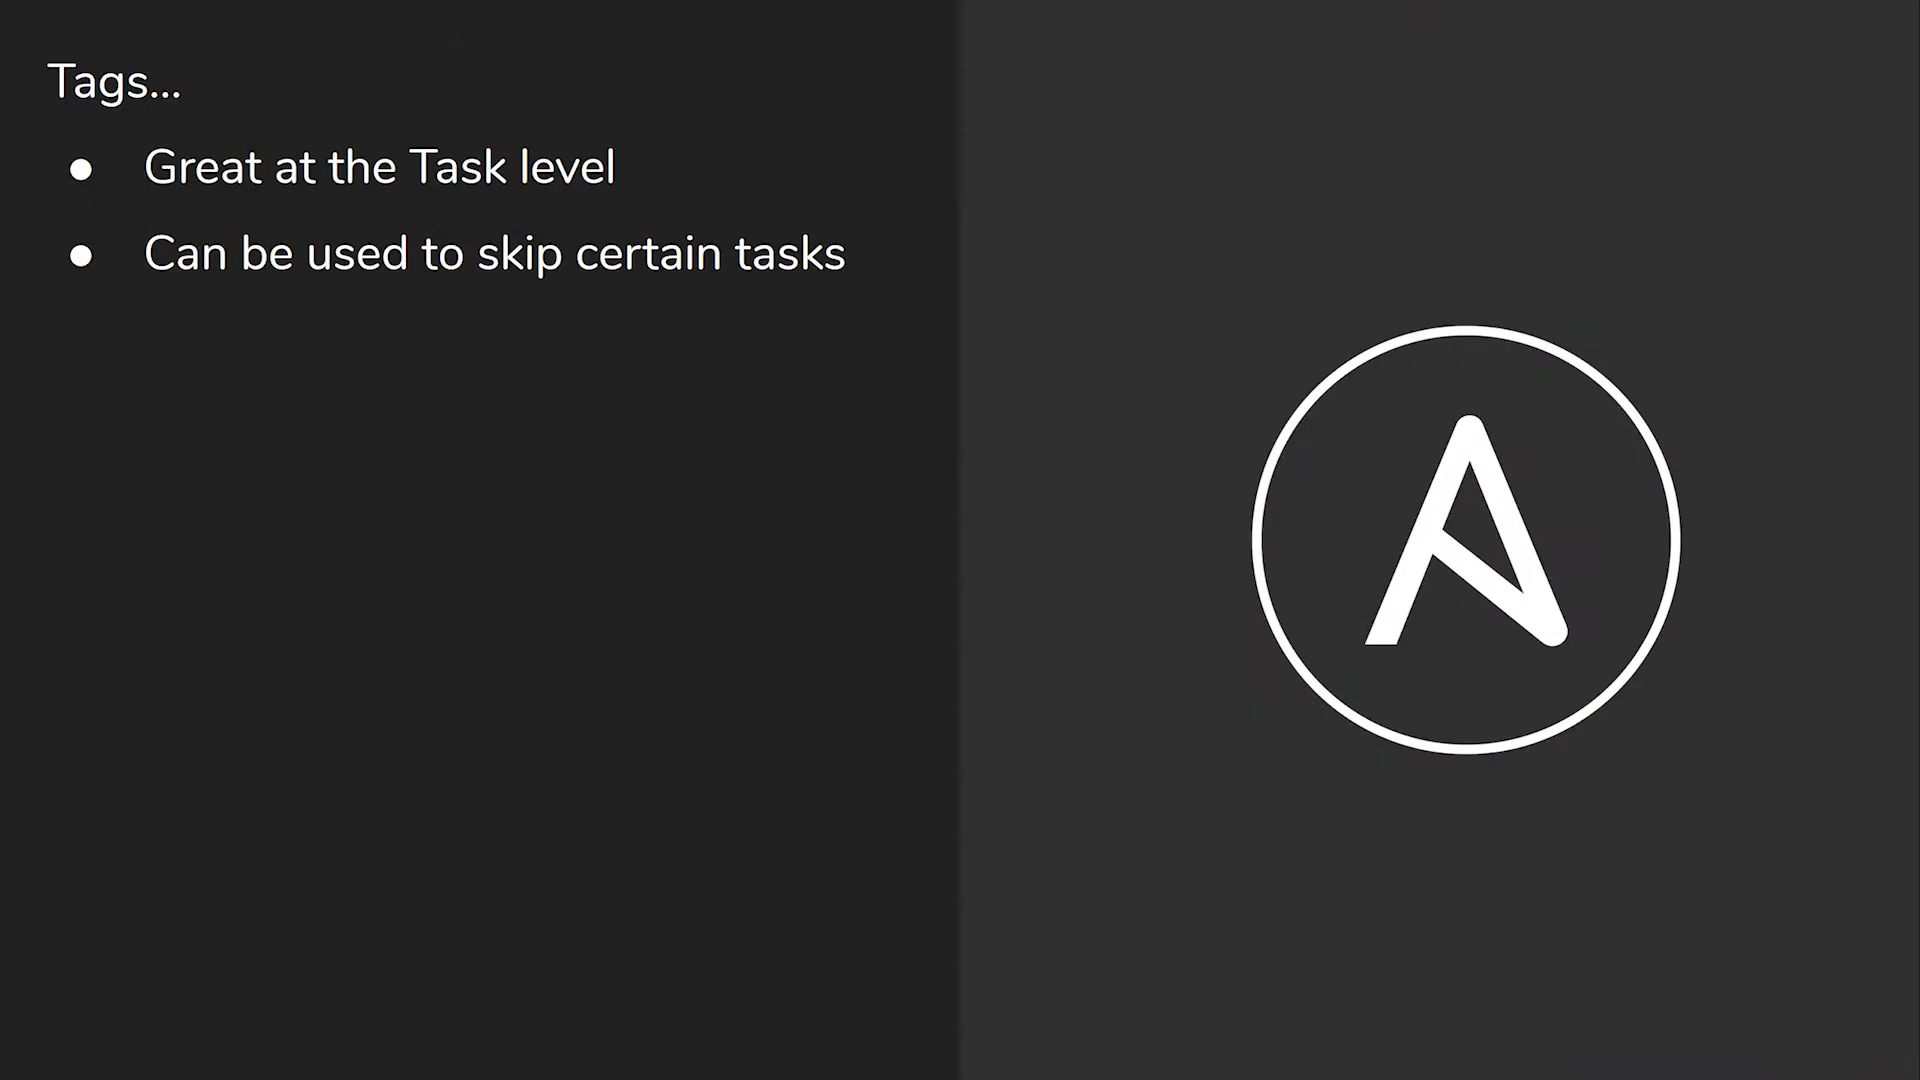 Tags...
● Great at the Task level
● Can be used to skip certain tasks